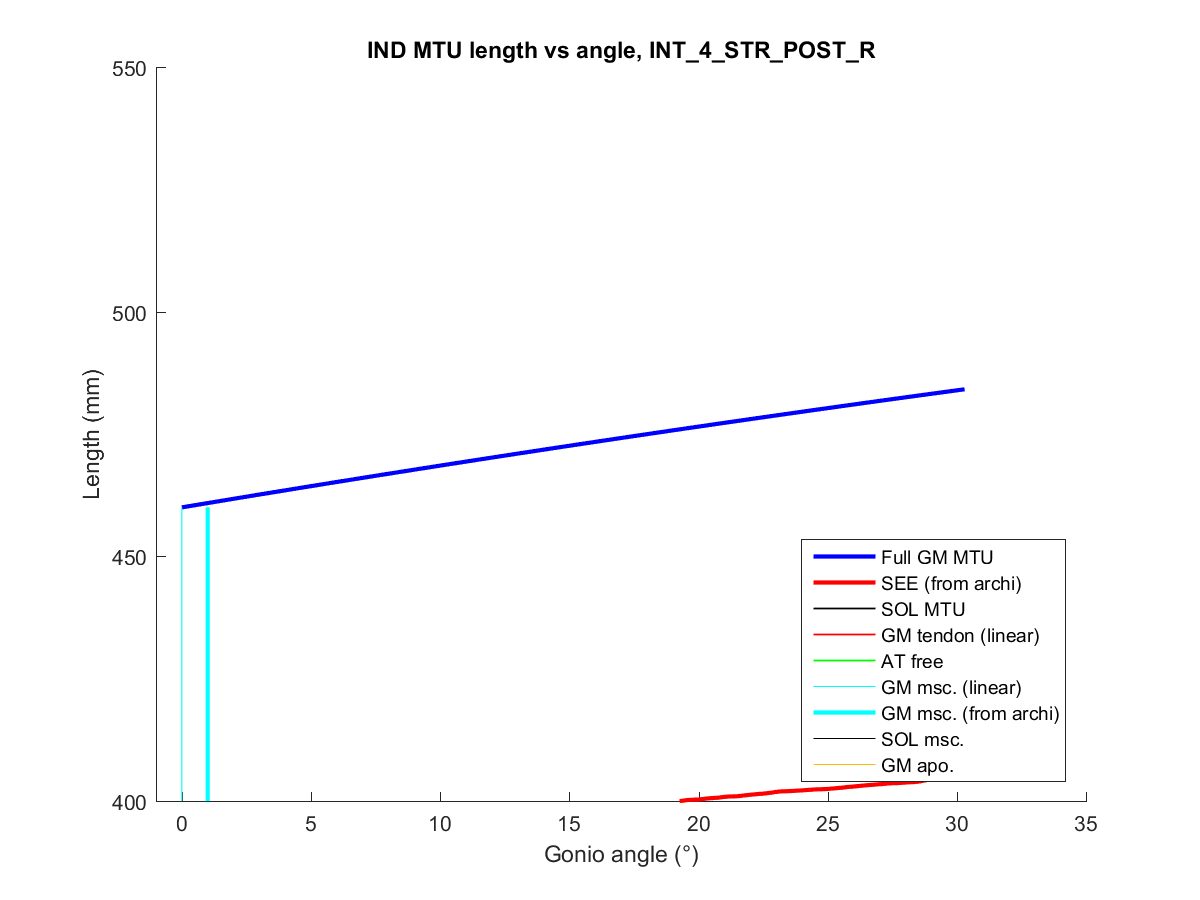 IND MTU length vs angle, INT_4_STR_POST_R
550
500
450
400
Length (mm)
0 5 10 15 20 25 30 35
Gonio angle (°)
Full GM MTU
SEE (from archi)
SOL MTU
GM tendon (linear)
AT free
GM msc. (linear)
GM msc. (from archi)
SOL msc.
GM apo.